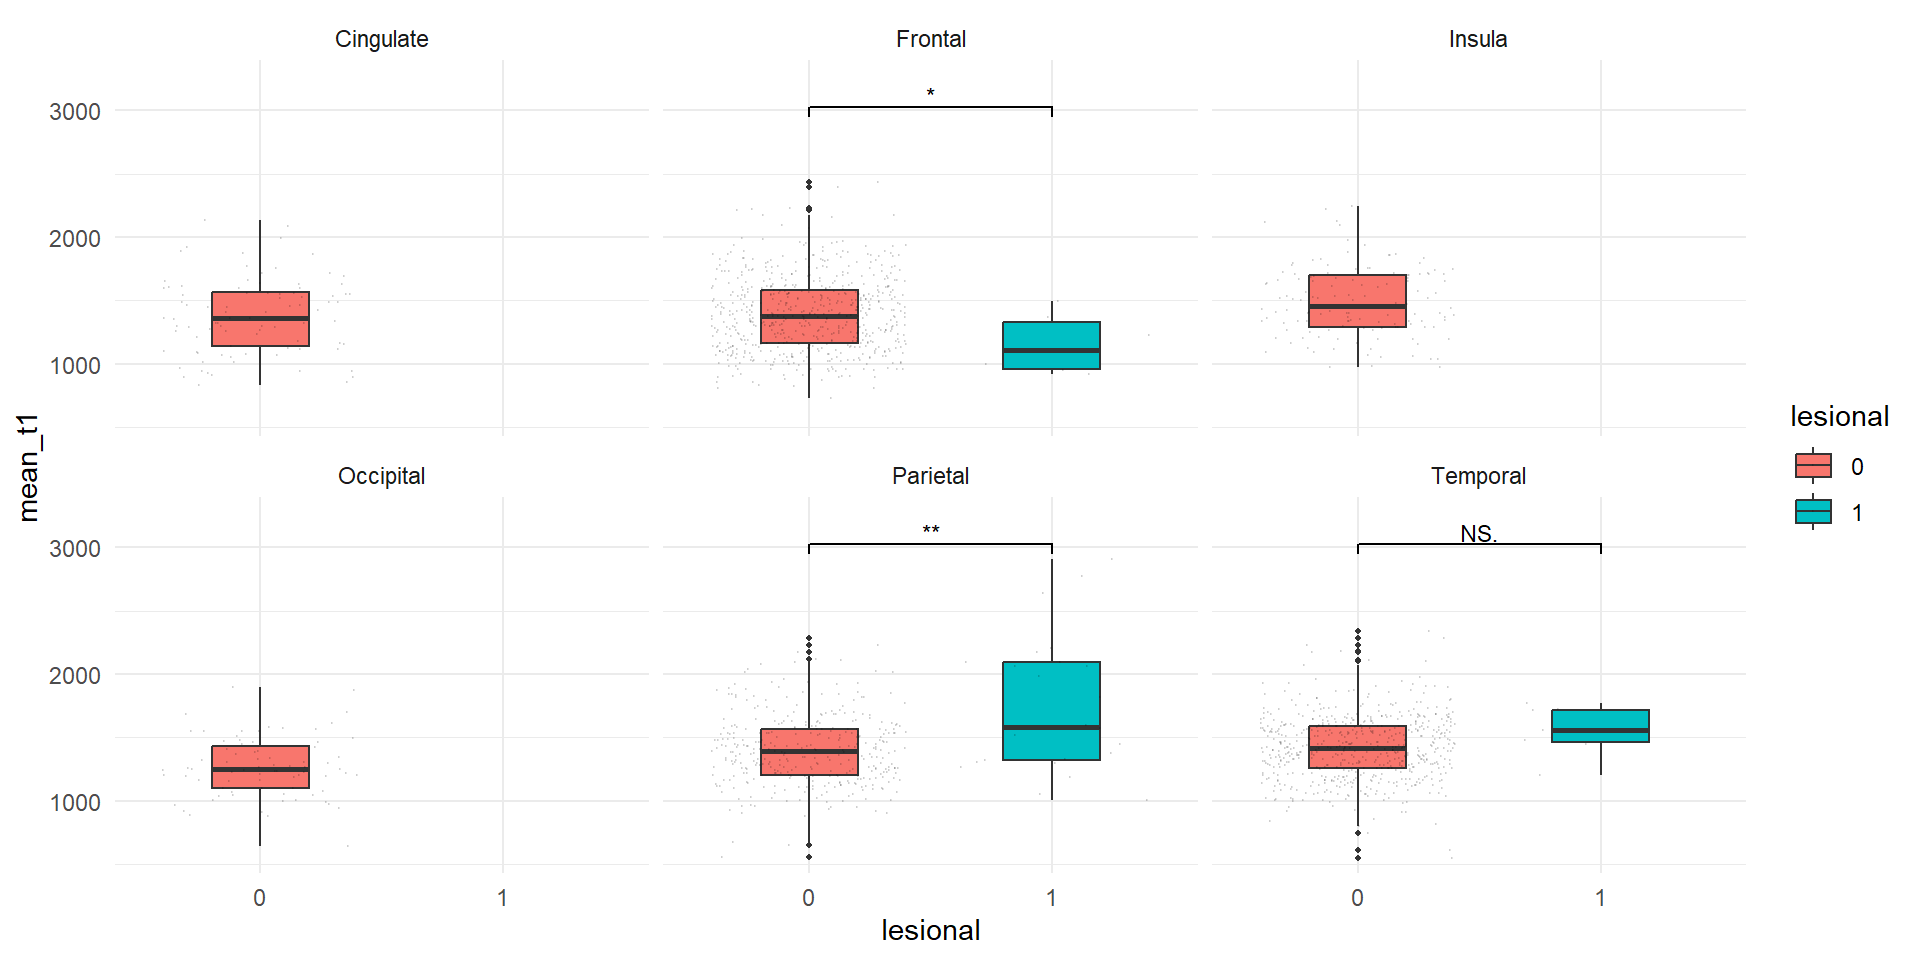 Cingulate
Frontal
Insula
3000
2000
1000
*
mean_t1
Occipital
Parietal
Temporal
3000
2000
1000
**
NS.
0
1
0
1
0
1
lesional
lesional
0
1